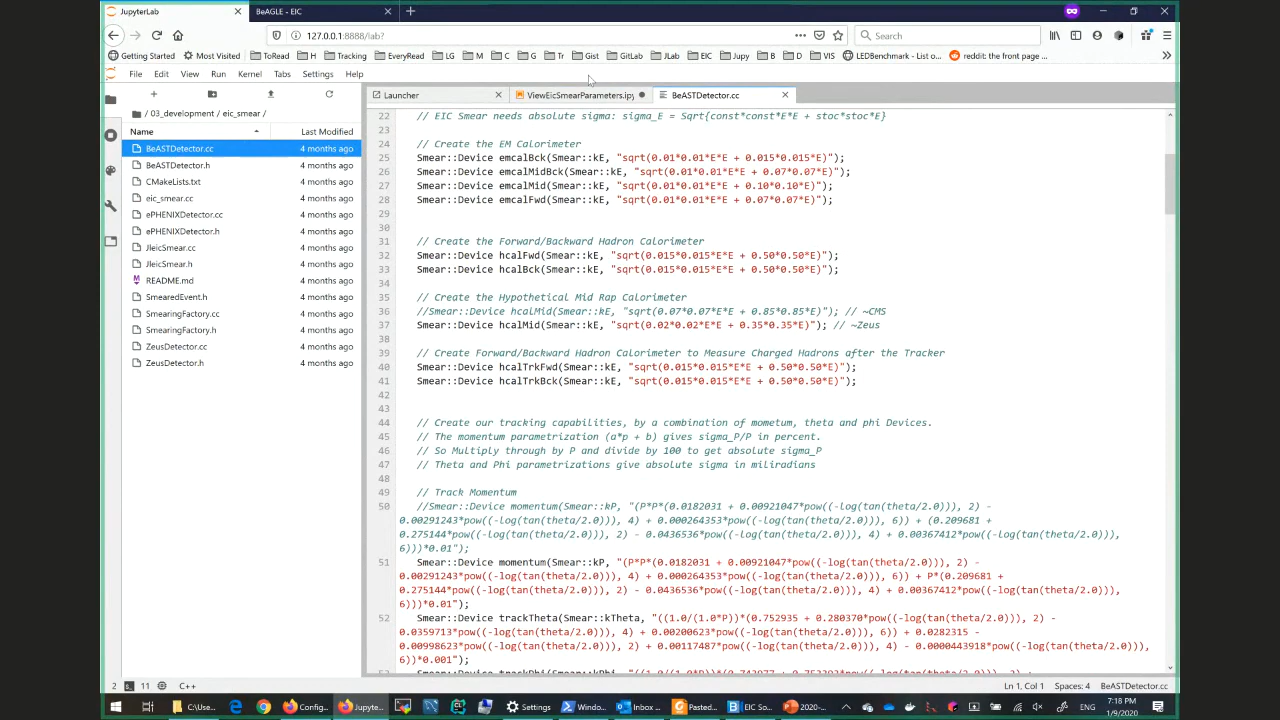 JupyterLab
BeAGLE - EIC
127.0.0.1:8888/lab?
Search
Getting Started
Most Visited
ToRead
H
Tracking
EveryRead
LG
M
C
G
Tr
Gist
GitLab
JLab
EIC
Jupy
B
D
VIS
LEDBenchmark - List o...
reddit: the front page ...
File
Edit
View
Run
Kernel
Tabs
Settings
Help
/ 03_development / eic_smear /
Name
Last Modified
BeASTDetector.cc 4 months ago
BeASTDetector.h 4 months ago
CMakeLists.txt 4 months ago
eic_smear.cc 4 months ago
ePHENIXDetector.cc 4 months ago
ePHENIXDetector.h 4 months ago
JleicSmear.cc 4 months ago
JleicSmear.h 4 months ago
README.md 4 months ago
SmearedEvent.h 4 months ago
SmearingFactory.cc 4 months ago
SmearingFactory.h 4 months ago
ZeusDetector.cc 4 months ago
ZeusDetector.h 4 months ago
Launcher
ViewEicSmearParameters.ipy
BeASTDetector.cc
22 // EIC Smear needs absolute sigma: sigma_E = Sqrt{const*const*E*E + stoc*stoc*E}
23
24 // Create the EM Calorimeter
25 Smear::Device emcalBck(Smear::kE, "sqrt(0.01*0.01*E*E + 0.015*0.015*E)");
26 Smear::Device emcalMidBck(Smear::kE, "sqrt(0.01*0.01*E*E + 0.07*0.07*E)");
27 Smear::Device emcalMid(Smear::kE, "sqrt(0.01*0.01*E*E + 0.10*0.10*E)");
28 Smear::Device emcalFwd(Smear::kE, "sqrt(0.01*0.01*E*E + 0.07*0.07*E)");
29
30
31 // Create the Forward/Backward Hadron Calorimeter
32 Smear::Device hcalFwd(Smear::kE, "sqrt(0.015*0.015*E*E + 0.50*0.50*E)");
33 Smear::Device hcalBck(Smear::kE, "sqrt(0.015*0.015*E*E + 0.50*0.50*E)");
34
35 // Create the Hypothetical Mid Rap Calorimeter
36 //Smear::Device hcalMid(Smear::kE, "sqrt(0.07*0.07*E*E + 0.85*0.85*E)"); // ~CMS
37 Smear::Device hcalMid(Smear::kE, "sqrt(0.02*0.02*E*E + 0.35*0.35*E)"); // ~Zeus
38
39 // Create Forward/Backward Hadron Calorimeter to Measure Charged Hadrons after the Tracker
40 Smear::Device hcalTrkFwd(Smear::kE, "sqrt(0.015*0.015*E*E + 0.50*0.50*E)");
41 Smear::Device hcalTrkBck(Smear::kE, "sqrt(0.015*0.015*E*E + 0.50*0.50*E)");
42
43
44 // Create our tracking capabilities, by a combination of mometum, theta and phi Devices.
45 // The momentum parametrization (a*p + b) gives sigma_P/P in percent.
46 // So Multiply through by P and divide by 100 to get absolute sigma_P
47 // Theta and Phi parametrizations give absolute sigma in miliradians
48
49 // Track Momentum
50 //Smear::Device momentum(Smear::kP, "(P*P*(0.0182031 + 0.00921047*pow((-log(tan(theta/2.0))), 2) -
0.00291243*pow((-log(tan(theta/2.0))), 4) + 0.000264353*pow((-log(tan(theta/2.0))), 6)) + (0.209681 +
0.275144*pow((-log(tan(theta/2.0))), 2) - 0.0436536*pow((-log(tan(theta/2.0))), 4) + 0.00367412*pow((-log(tan(theta/2.0))),
6)))*0.01");
51 Smear::Device momentum(Smear::kP, "(P*P*(0.0182031 + 0.00921047*pow((-log(tan(theta/2.0))), 2) -
0.00291243*pow((-log(tan(theta/2.0))), 4) + 0.000264353*pow((-log(tan(theta/2.0))), 6)) + P*(0.209681 +
0.275144*pow((-log(tan(theta/2.0))), 2) - 0.0436536*pow((-log(tan(theta/2.0))), 4) + 0.00367412*pow((-log(tan(theta/2.0))),
6)))*0.01");
52 Smear::Device trackTheta(Smear::kTheta, "((1.0/(1.0*P))*(0.752935 + 0.280370*pow((-log(tan(theta/2.0))), 2) -
0.0359713*pow((-log(tan(theta/2.0))), 4) + 0.00200623*pow((-log(tan(theta/2.0))), 6)) + 0.0282315 -
0.00998623*pow((-log(tan(theta/2.0))), 2) + 0.00117487*pow((-log(tan(theta/2.0))), 4) - 0.0000443918*pow((-log(tan(theta/2.0))),
6))*0.001");
2
11
C++
Ln 1, Col 1
Spaces: 4
BeASTDetector.cc
C:\Use...
Config...
Jupyte...
Settings
Windo...
Inbox ...
Pasted...
EIC So...
2020-...
ENG
7:18 PM
1/9/2020